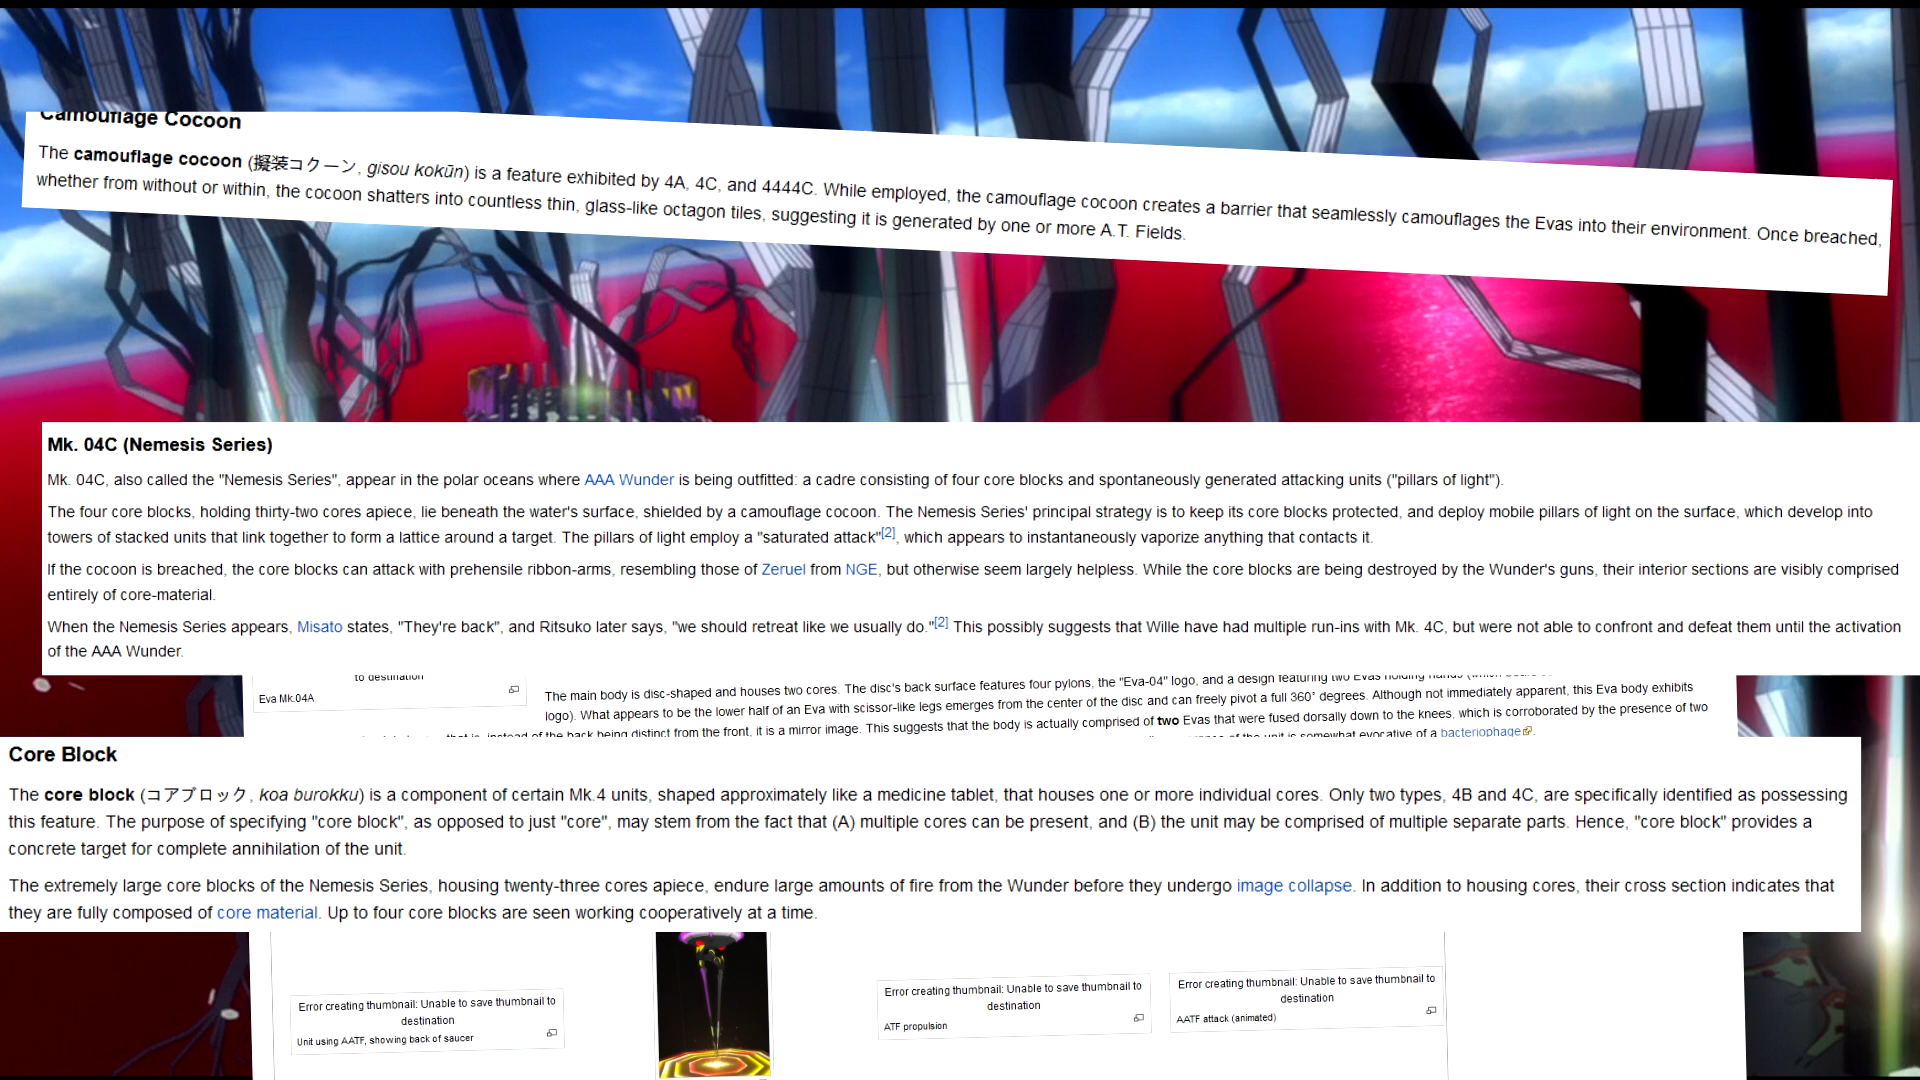 Camouflage Cocoon
The camouflage cocoon (擬装コクーン, gisou kokūn) is a feature exhibited by 4A, 4C, and 4444C. While employed, the camouflage cocoon creates a barrier that seamlessly camouflages the Evas into their environment. Once breached,
whether from without or within, the cocoon shatters into countless thin, glass-like octagon tiles, suggesting it is generated by one or more A.T. Fields.
Mk. 04C (Nemesis Series)
Mk. 04C, also called the "Nemesis Series", appear in the polar oceans where AAA Wunder is being outfitted: a cadre consisting of four core blocks and spontaneously generated attacking units ("pillars of light").
The four core blocks, holding thirty-two cores apiece, lie beneath the water's surface, shielded by a camouflage cocoon. The Nemesis Series' principal strategy is to keep its core blocks protected, and deploy mobile pillars of light on the surface, which develop into
towers of stacked units that link together to form a lattice around a target. The pillars of light employ a "saturated attack"[2], which appears to instantaneously vaporize anything that contacts it.
If the cocoon is breached, the core blocks can attack with prehensile ribbon-arms, resembling those of Zeruel from NGE, but otherwise seem largely helpless. While the core blocks are being destroyed by the Wunder's guns, their interior sections are visibly comprised
entirely of core-material.
When the Nemesis Series appears, Misato states, "They're back", and Ritsuko later says, "we should retreat like we usually do."[2] This possibly suggests that Wille have had multiple run-ins with Mk. 4C, but were not able to confront and defeat them until the activation
of the AAA Wunder.
to destination
Eva Mk.04A
The main body is disc-shaped and houses two cores. The disc's back surface features four pylons, the "Eva-04" logo, and a design featuring two Evas holding hands
logo). What appears to be the lower half of an Eva with scissor-like legs emerges from the center of the disc and can freely pivot a full 360° degrees. Although not immediately apparent, this Eva body exhibits
that is, instead of the back being distinct from the front, it is a mirror image. This suggests that the body is actually comprised of two Evas that were fused dorsally down to the knees, which is corroborated by the presence of two
of the unit is somewhat evocative of a bacteriophage.
Core Block
The core block (コアブロック, koa burokku) is a component of certain Mk.4 units, shaped approximately like a medicine tablet, that houses one or more individual cores. Only two types, 4B and 4C, are specifically identified as possessing
this feature. The purpose of specifying "core block", as opposed to just "core", may stem from the fact that (A) multiple cores can be present, and (B) the unit may be comprised of multiple separate parts. Hence, "core block" provides a
concrete target for complete annihilation of the unit.
The extremely large core blocks of the Nemesis Series, housing twenty-three cores apiece, endure large amounts of fire from the Wunder before they undergo image collapse. In addition to housing cores, their cross section indicates that
they are fully composed of core material. Up to four core blocks are seen working cooperatively at a time.
Error creating thumbnail: Unable to save thumbnail to
destination
Unit using AATF, showing back of saucer
Error creating thumbnail: Unable to save thumbnail to
destination
ATF propulsion
Error creating thumbnail: Unable to save thumbnail to
destination
AATF attack (animated)